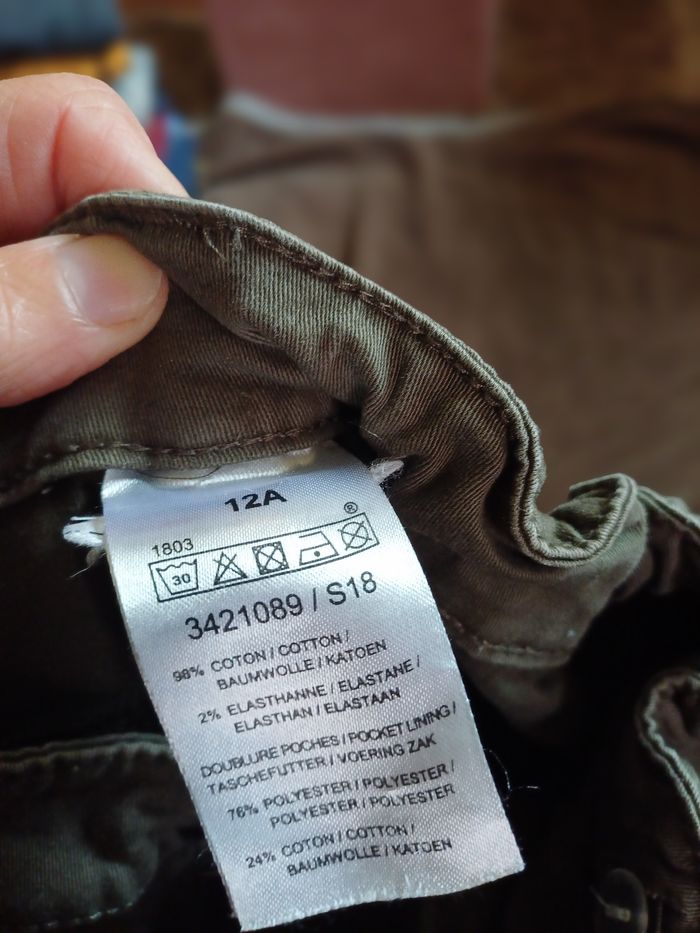 12A
®
1803
30
3421089 / S18
98% COTON / COTTON /
BAUMWOLLE / KATOEN
2% ELASTHANNE / ELASTANE /
ELASTHAN / ELASTAAN
DOUBLURE POCHES / POCKET LINING /
TASCHEFUTTER / VOERING ZAK
76% POLYESTER / POLYESTER /
POLYESTER / POLYESTER
24% COTON / COTTON /
BAUMWOLLE / KATOEN